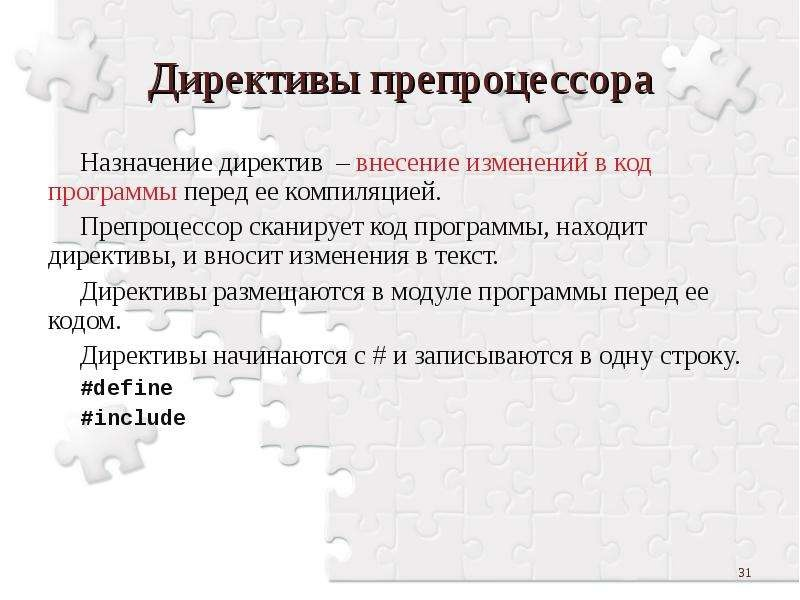 Директивы препроцессора
Назначение директив – внесение изменений в код
программы перед ее компиляцией.
Препроцессор сканирует код программы, находит
директивы, и вносит изменения в текст.
Директивы размещаются в модуле программы перед ее
кодом.
Директивы начинаются с # и записываются в одну строку.
#define
#include
31